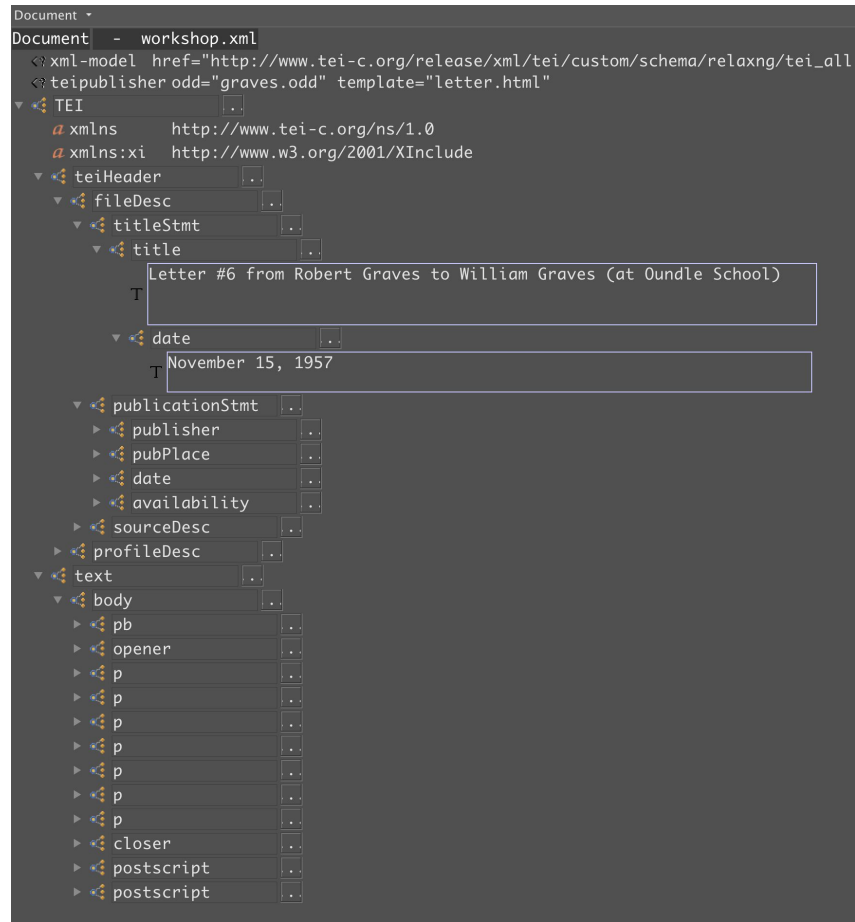 Document
Document - workshop.xml
xml-model href="http://www.tei-c.org/release/xml/tei/custom/schema/relaxng/tei_all
teipublisher odd="graves.odd" template="letter.html"
TEI ...
a xmlns http://www.tei-c.org/ns/1.0
a xmlns:xi http://www.w3.org/2001/XInclude
teiHeader ...
fileDesc ...
titleStmt ...
title ...
Letter #6 from Robert Graves to William Graves (at Oundle School)
T
date ...
November 15, 1957
T
publicationStmt ...
publisher ...
pubPlace ...
date ...
availability ...
sourceDesc ...
profileDesc ...
text ...
body ...
pb ...
opener ...
p ...
p ...
p ...
p ...
p ...
p ...
p ...
closer ...
postscript ...
postscript ...